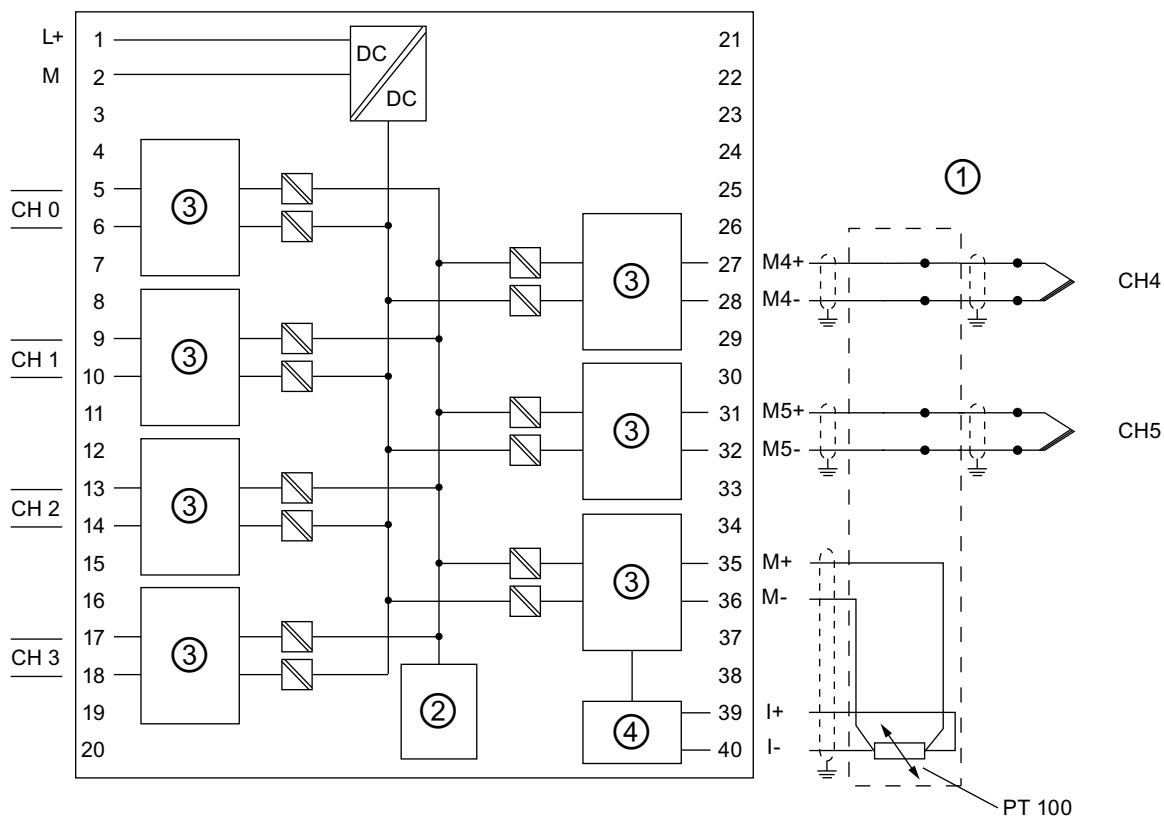 L+ 1 DC 21
M 2 DC 22
3 23
4 24
5 ③ 25 ①
CH 0 6 26
7 27 M4+
8 ③ 28 M4- CH4
9 ③ 29
CH 1 10 30
11 31 M5+
12 ③ 32 M5- CH5
13 ③ 33
CH 2 14 34
15 35 M+
16 ③ 36 M-
17 ③ 37
CH 3 18 38
19 ② ④ 39 I+
20 40 I-
PT 100